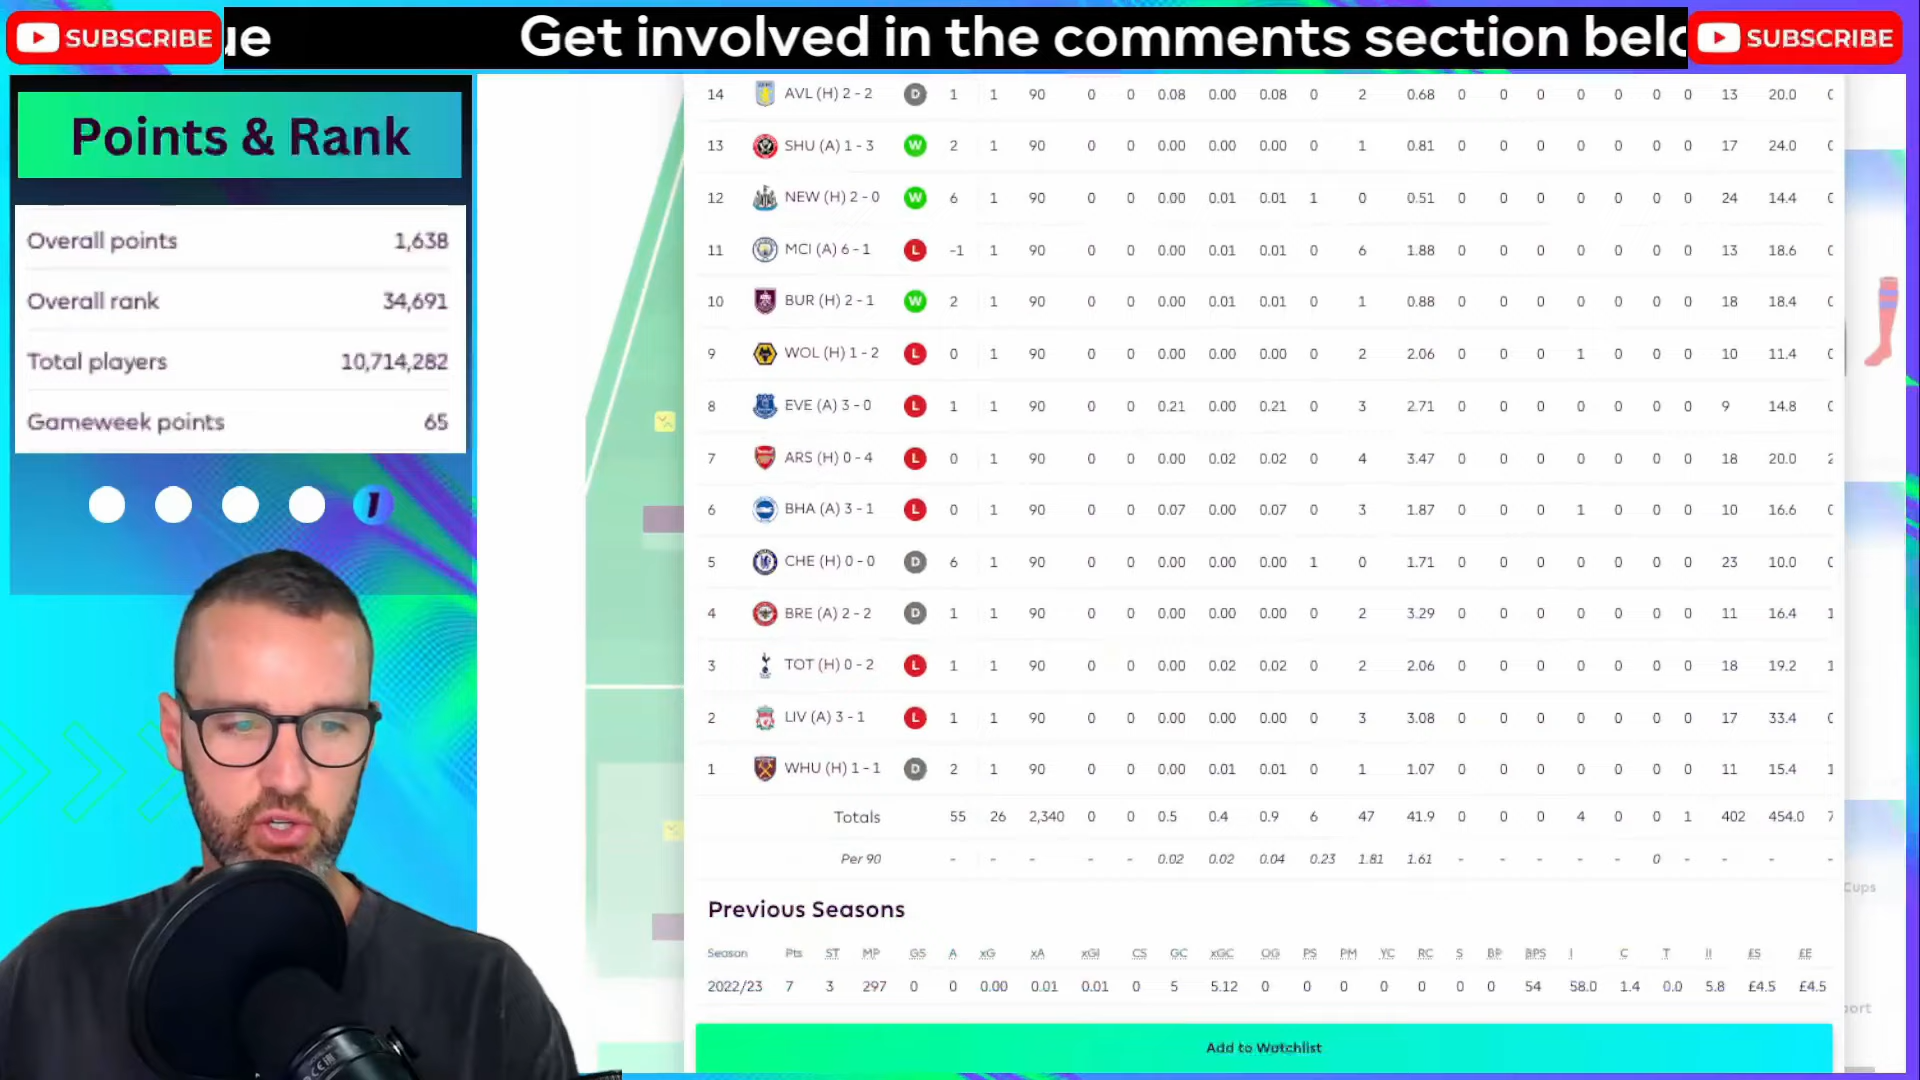 SUBSCRIBE
ue
Get involved in the comments section belo
SUBSCRIBE
Points & Rank
Overall points 1,638
Overall rank 34,691
Total players 10,714,282
Gameweek points 65
1
14 AVL (H) 2 - 2 D 1 1 90 0 0 0.08 0.00 0.08 0 2 0.68 0 0 0 0 0 0 0 13 20.0
13 SHU (A) 1 - 3 W 2 1 90 0 0 0.00 0.00 0.00 0 1 0.81 0 0 0 0 0 0 0 17 24.0
12 NEW (H) 2 - 0 W 6 1 90 0 0 0.00 0.01 0.01 1 0 0.51 0 0 0 0 0 0 0 24 14.4
11 MCI (A) 6 - 1 L -1 1 90 0 0 0.00 0.01 0.01 0 6 1.88 0 0 0 0 0 0 0 13 18.6
10 BUR (H) 2 - 1 W 2 1 90 0 0 0.00 0.01 0.01 0 1 0.88 0 0 0 0 0 0 0 18 18.4
9 WOL (H) 1 - 2 L 0 1 90 0 0 0.00 0.00 0.00 0 2 2.06 0 0 0 1 0 0 0 10 11.4
8 EVE (A) 3 - 0 L 1 1 90 0 0 0.21 0.00 0.21 0 3 2.71 0 0 0 0 0 0 0 9 14.8
7 ARS (H) 0 - 4 L 0 1 90 0 0 0.00 0.02 0.02 0 4 3.47 0 0 0 0 0 0 0 18 20.0 2
6 BHA (A) 3 - 1 L 0 1 90 0 0 0.07 0.00 0.07 0 3 1.87 0 0 0 1 0 0 0 10 16.6
5 CHE (H) 0 - 0 D 6 1 90 0 0 0.00 0.00 0.00 1 0 1.71 0 0 0 0 0 0 0 23 10.0
4 BRE (A) 2 - 2 D 1 1 90 0 0 0.00 0.00 0.00 0 2 3.29 0 0 0 0 0 0 0 11 16.4 1
3 TOT (H) 0 - 2 L 1 1 90 0 0 0.00 0.02 0.02 0 2 2.06 0 0 0 0 0 0 0 18 19.2 1
2 LIV (A) 3 - 1 L 1 1 90 0 0 0.00 0.00 0.00 0 3 3.08 0 0 0 0 0 0 0 17 33.4
1 WHU (H) 1 - 1 D 2 1 90 0 0 0.00 0.01 0.01 0 1 1.07 0 0 0 0 0 0 0 11 15.4 1
Totals 55 26 2,340 0 0 0.5 0.4 0.9 6 47 41.9 0 0 0 4 0 0 1 402 454.0 7
Per 90 - - - - - 0.02 0.02 0.04 0.23 1.81 1.61 - - - - - 0 - - - -
Cups
Previous Seasons
Season Pts ST MP GS A xG xA xGI CS GC xGC OG PS PM YC RC S BP BPS I C T II £S £E
2022/23 7 3 297 0 0 0.00 0.01 0.01 0 5 5.12 0 0 0 0 0 0 0 54 58.0 1.4 0.0 5.8 £4.5 £4.5
ort
Add to Watchlist